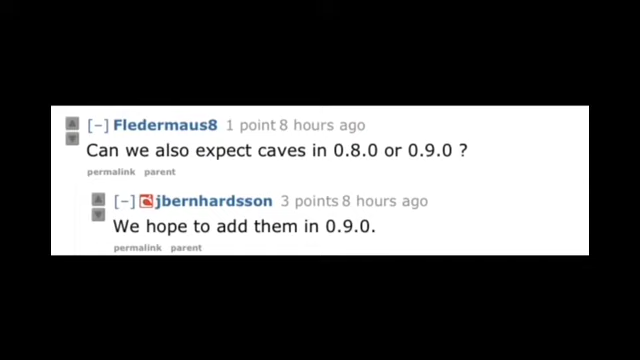 [–] Fledermaus8 1 point 8 hours ago
Can we also expect caves in 0.8.0 or 0.9.0 ?
permalink parent
[–] jbernhardsson 3 points 8 hours ago
We hope to add them in 0.9.0.
permalink parent